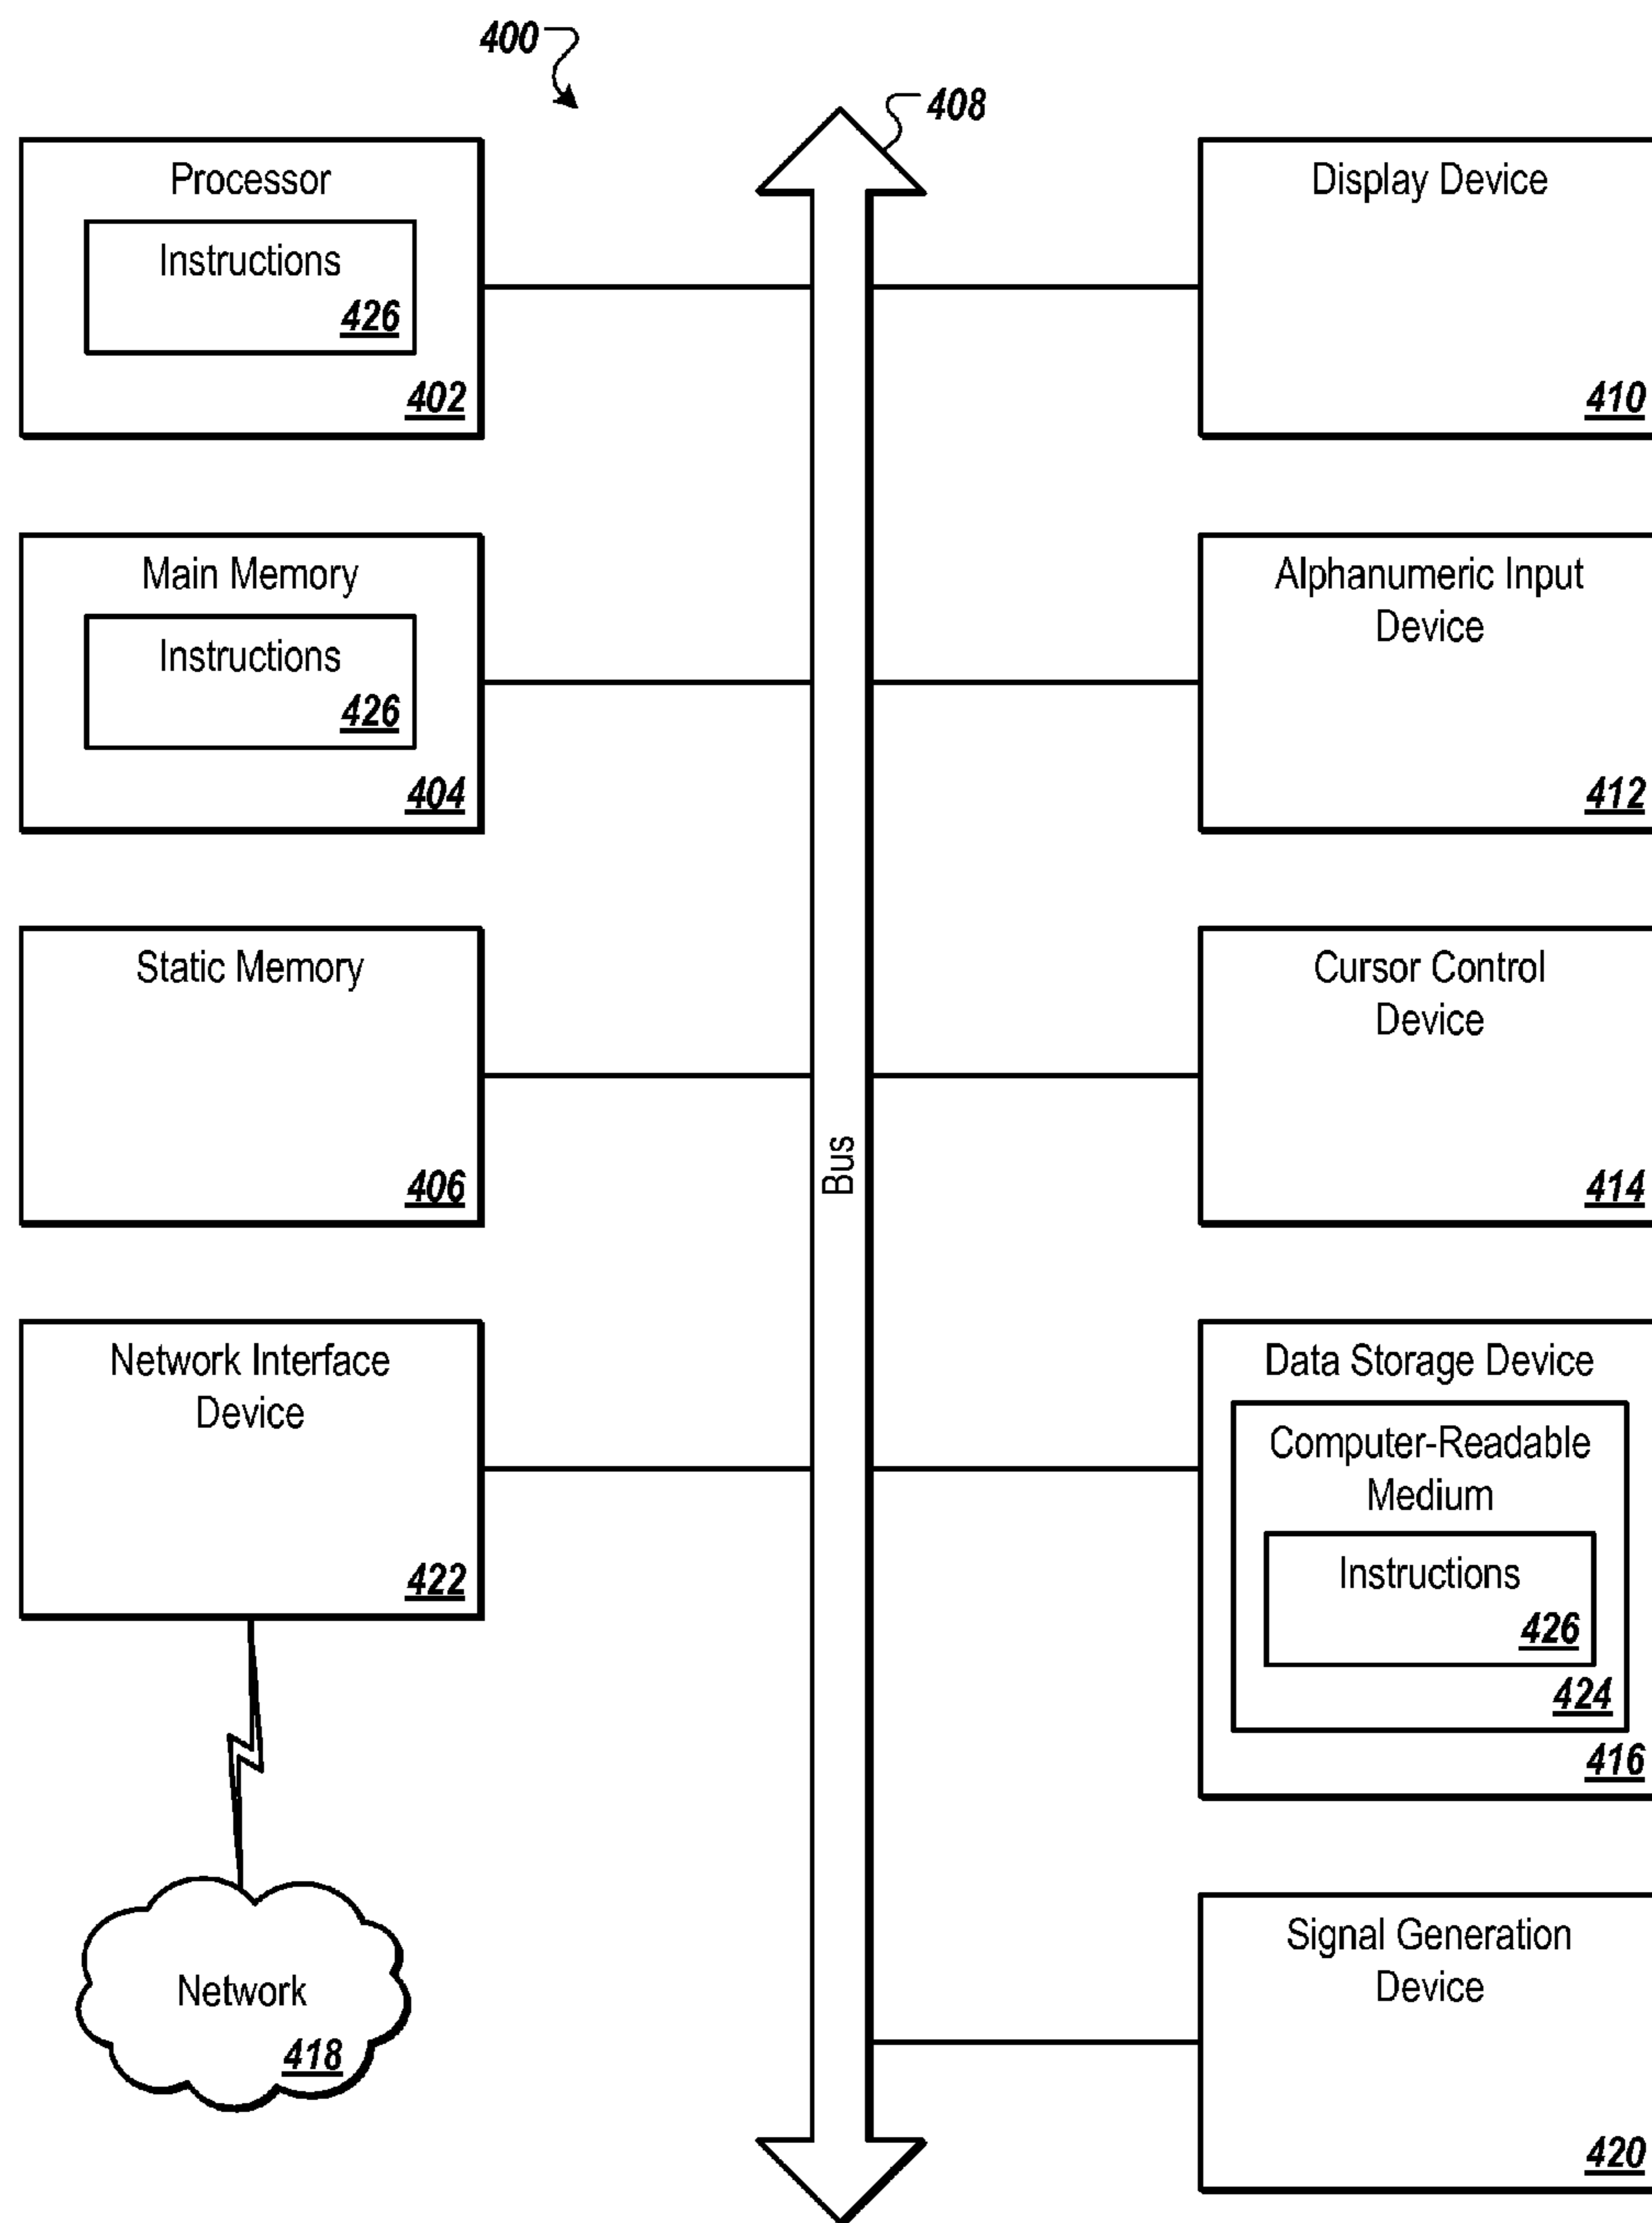 400
408
Processor
Instructions
426
402
Main Memory
Instructions
426
404
Static Memory
406
Network Interface
Device
422
Network
418
Bus
Display Device
410
Alphanumeric Input
Device
412
Cursor Control
Device
414
Data Storage Device
Computer-Readable
Medium
Instructions
426
424
416
Signal Generation
Device
420